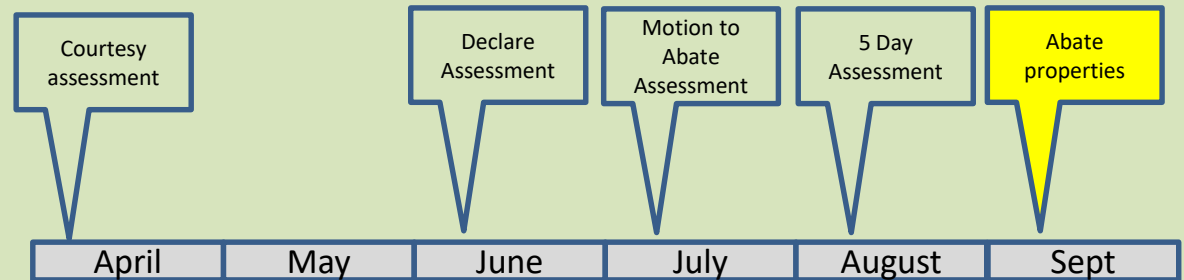 Courtesy
assessment
Declare
Assessment
Motion to
Abate
Assessment
5 Day
Assessment
Abate
properties
April
May
June
July
August
Sept